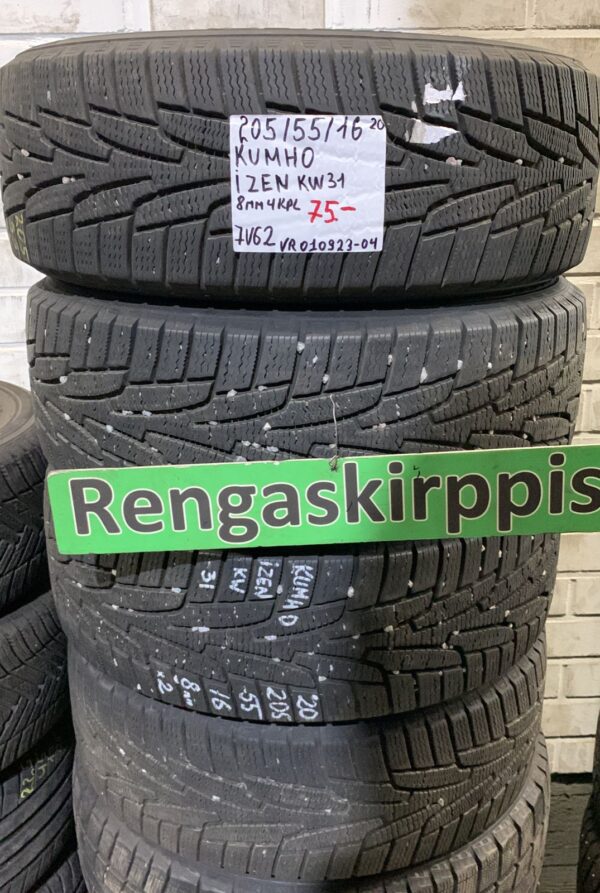 205/55/16 20
KUMHO
iZEN KW31
8mm 4KPL 75.-
7V62 VR010923-04
Rengaskirppis
KUMHO
iZEN
KW
31
'20
205
55
16
8mm
x2